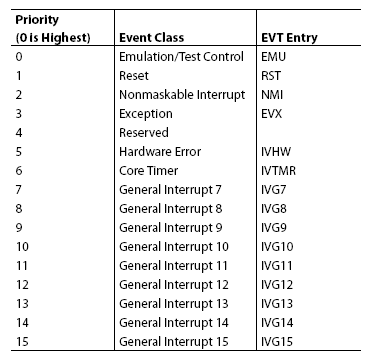 Priority
(0 is Highest) Event Class EVT Entry
0 Emulation/Test Control EMU
1 Reset RST
2 Nonmaskable Interrupt NMI
3 Exception EVX
4 Reserved
5 Hardware Error IVHW
6 Core Timer IVTMR
7 General Interrupt 7 IVG7
8 General Interrupt 8 IVG8
9 General Interrupt 9 IVG9
10 General Interrupt 10 IVG10
11 General Interrupt 11 IVG11
12 General Interrupt 12 IVG12
13 General Interrupt 13 IVG13
14 General Interrupt 14 IVG14
15 General Interrupt 15 IVG15